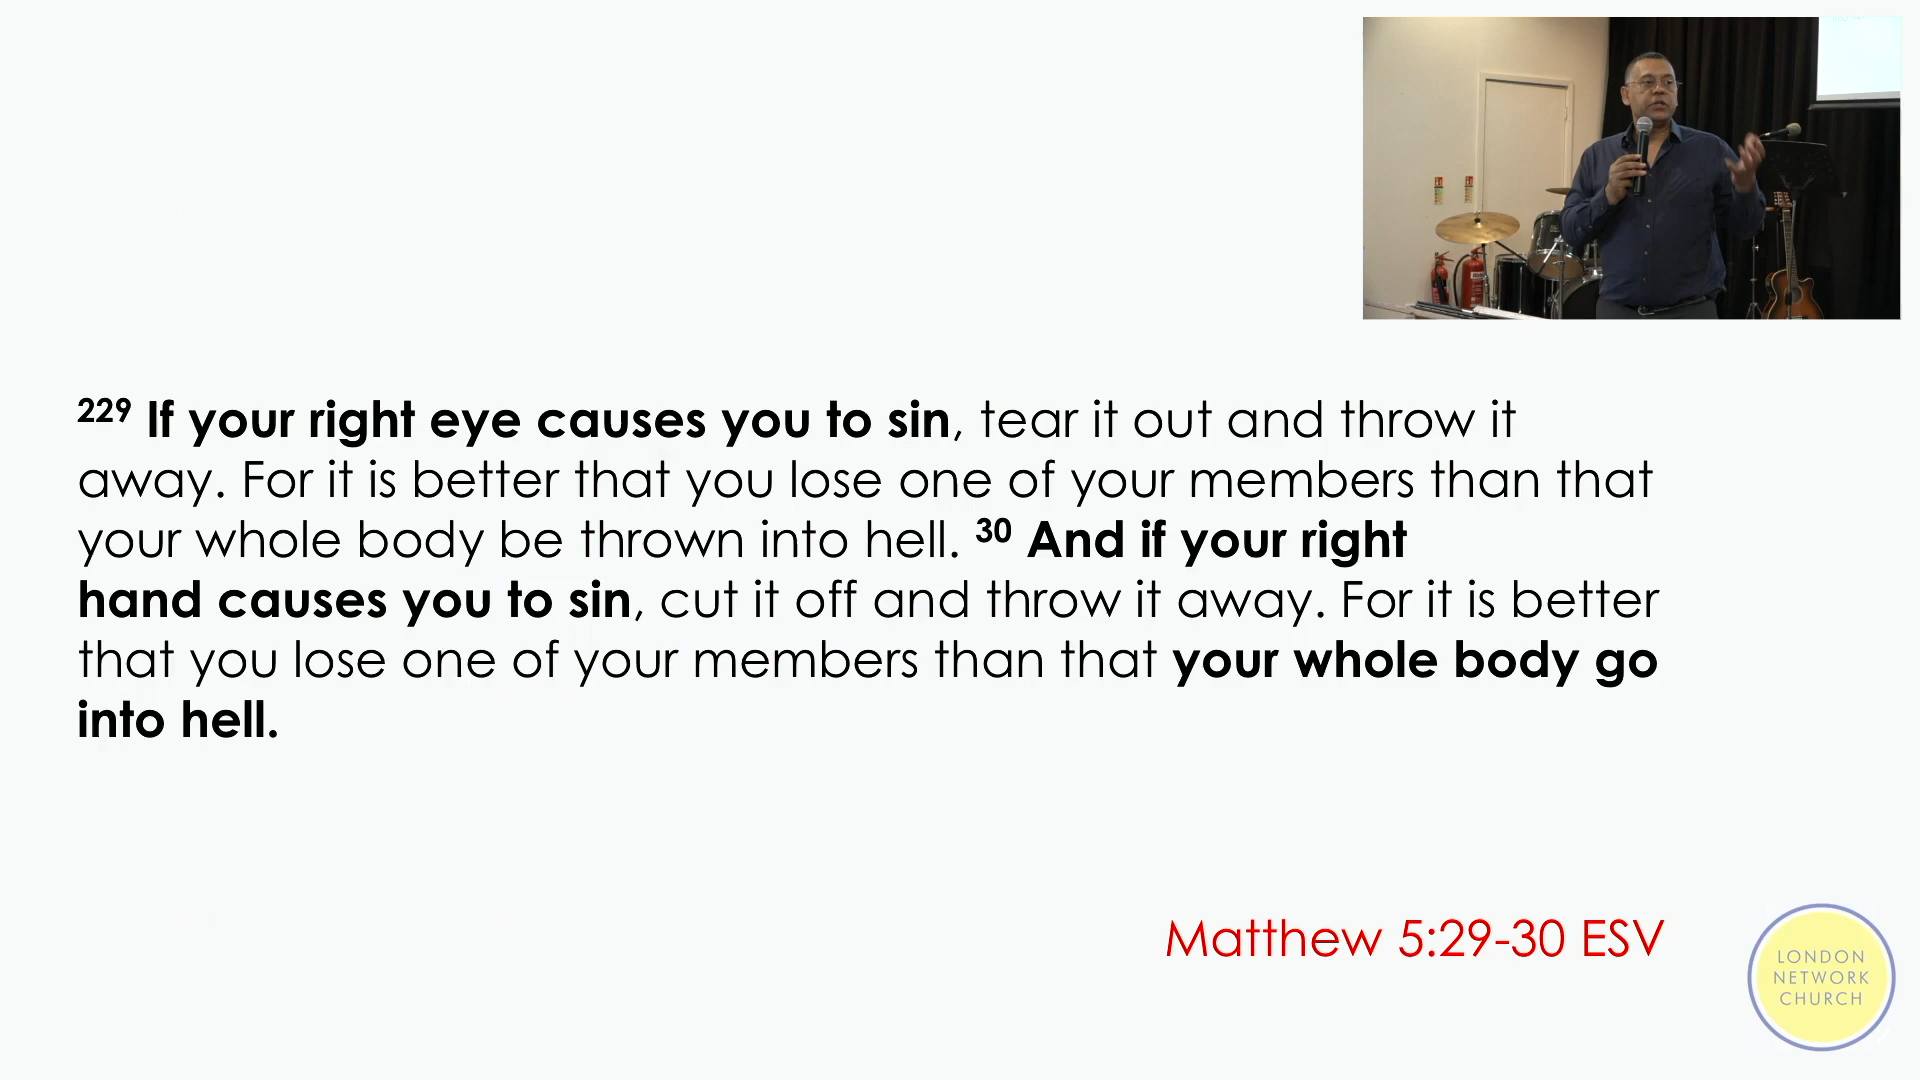 229 If your right eye causes you to sin, tear it out and throw it
away. For it is better that you lose one of your members than that
your whole body be thrown into hell. 30 And if your right
hand causes you to sin, cut it off and throw it away. For it is better
that you lose one of your members than that your whole body go
into hell.
Matthew 5:29-30 ESV
LONDON
NETWORK
CHURCH